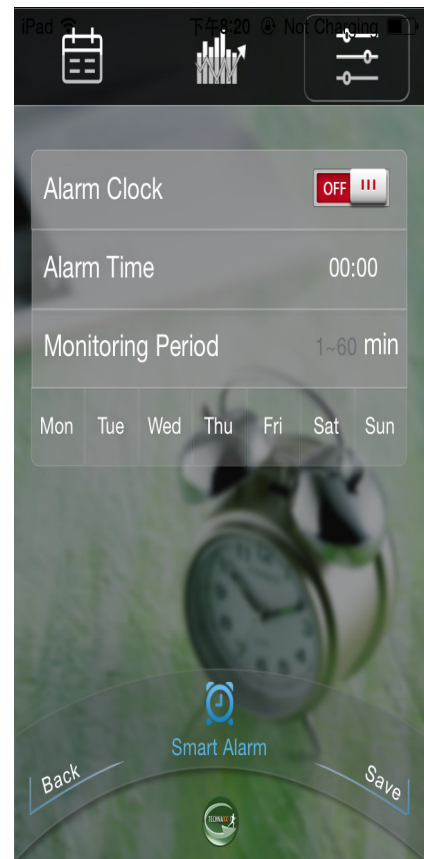 iPad 下午8:20 Not Charging
Alarm Clock OFF
Alarm Time 00:00
Monitoring Period 1~60 min
Mon Tue Wed Thu Fri Sat Sun
Smart Alarm
Back Save
TECHNAXX